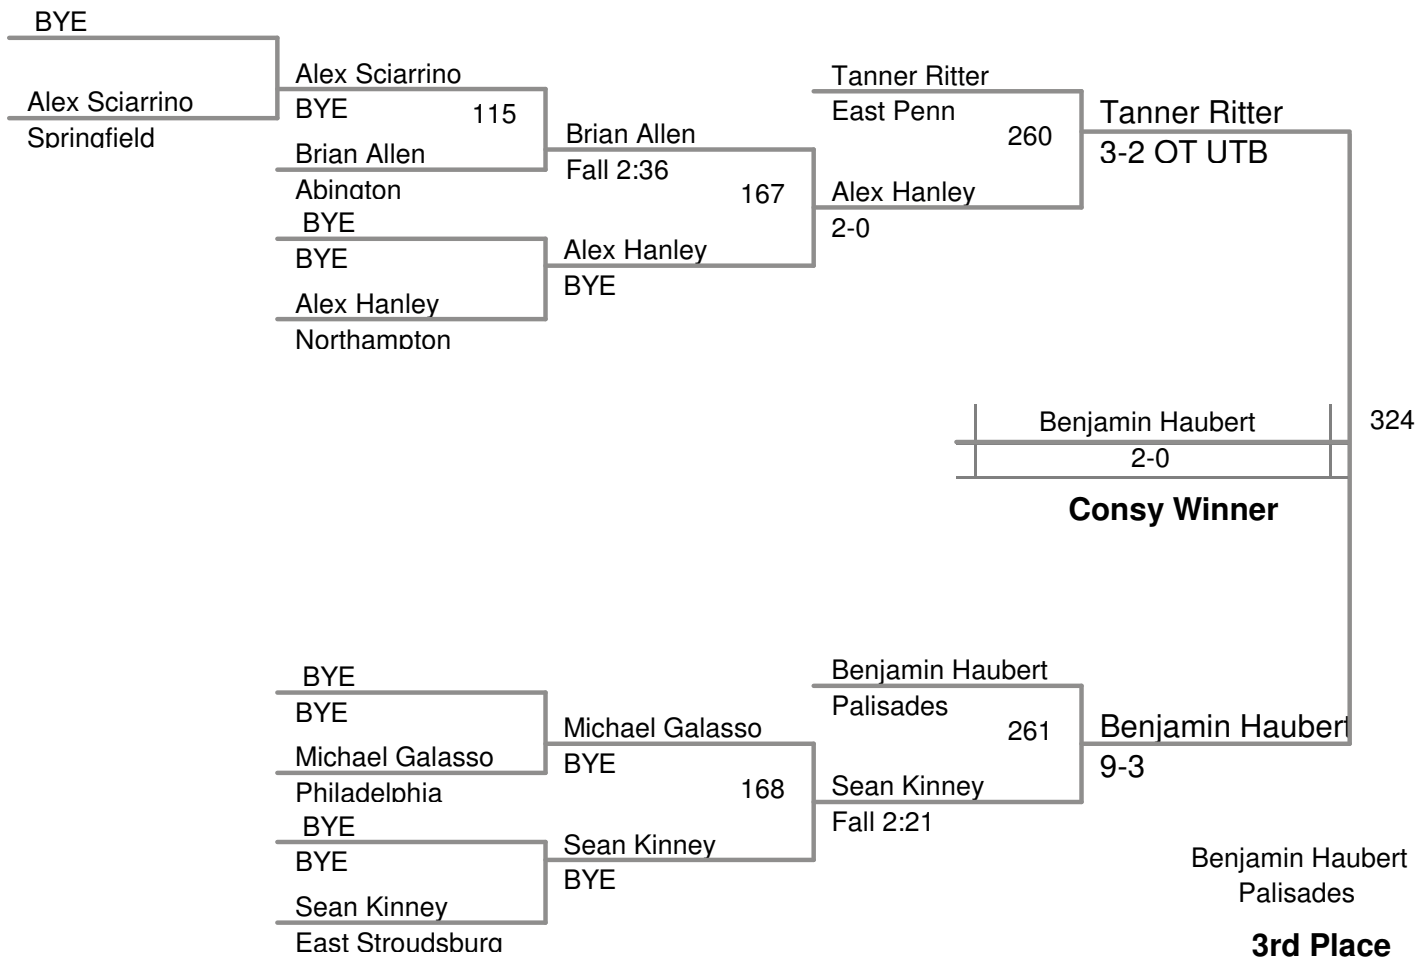 BYE
Alex Sciarrino
Springfield
Alex Sciarrino
BYE
115
Brian Allen
Abington
BYE
BYE
Alex Hanley
Northampton
Brian Allen
Fall 2:36
167
Alex Hanley
BYE
Tanner Ritter
East Penn
260
Alex Hanley
2-0
Tanner Ritter
3-2 OT UTB
324
Benjamin Haubert
2-0
Consy Winner
BYE
BYE
Michael Galasso
Philadelphia
BYE
BYE
Sean Kinney
East Stroudsburg
Michael Galasso
BYE
168
Sean Kinney
BYE
Benjamin Haubert
Palisades
261
Sean Kinney
Fall 2:21
Benjamin Haubert
9-3
Benjamin Haubert
Palisades
3rd Place